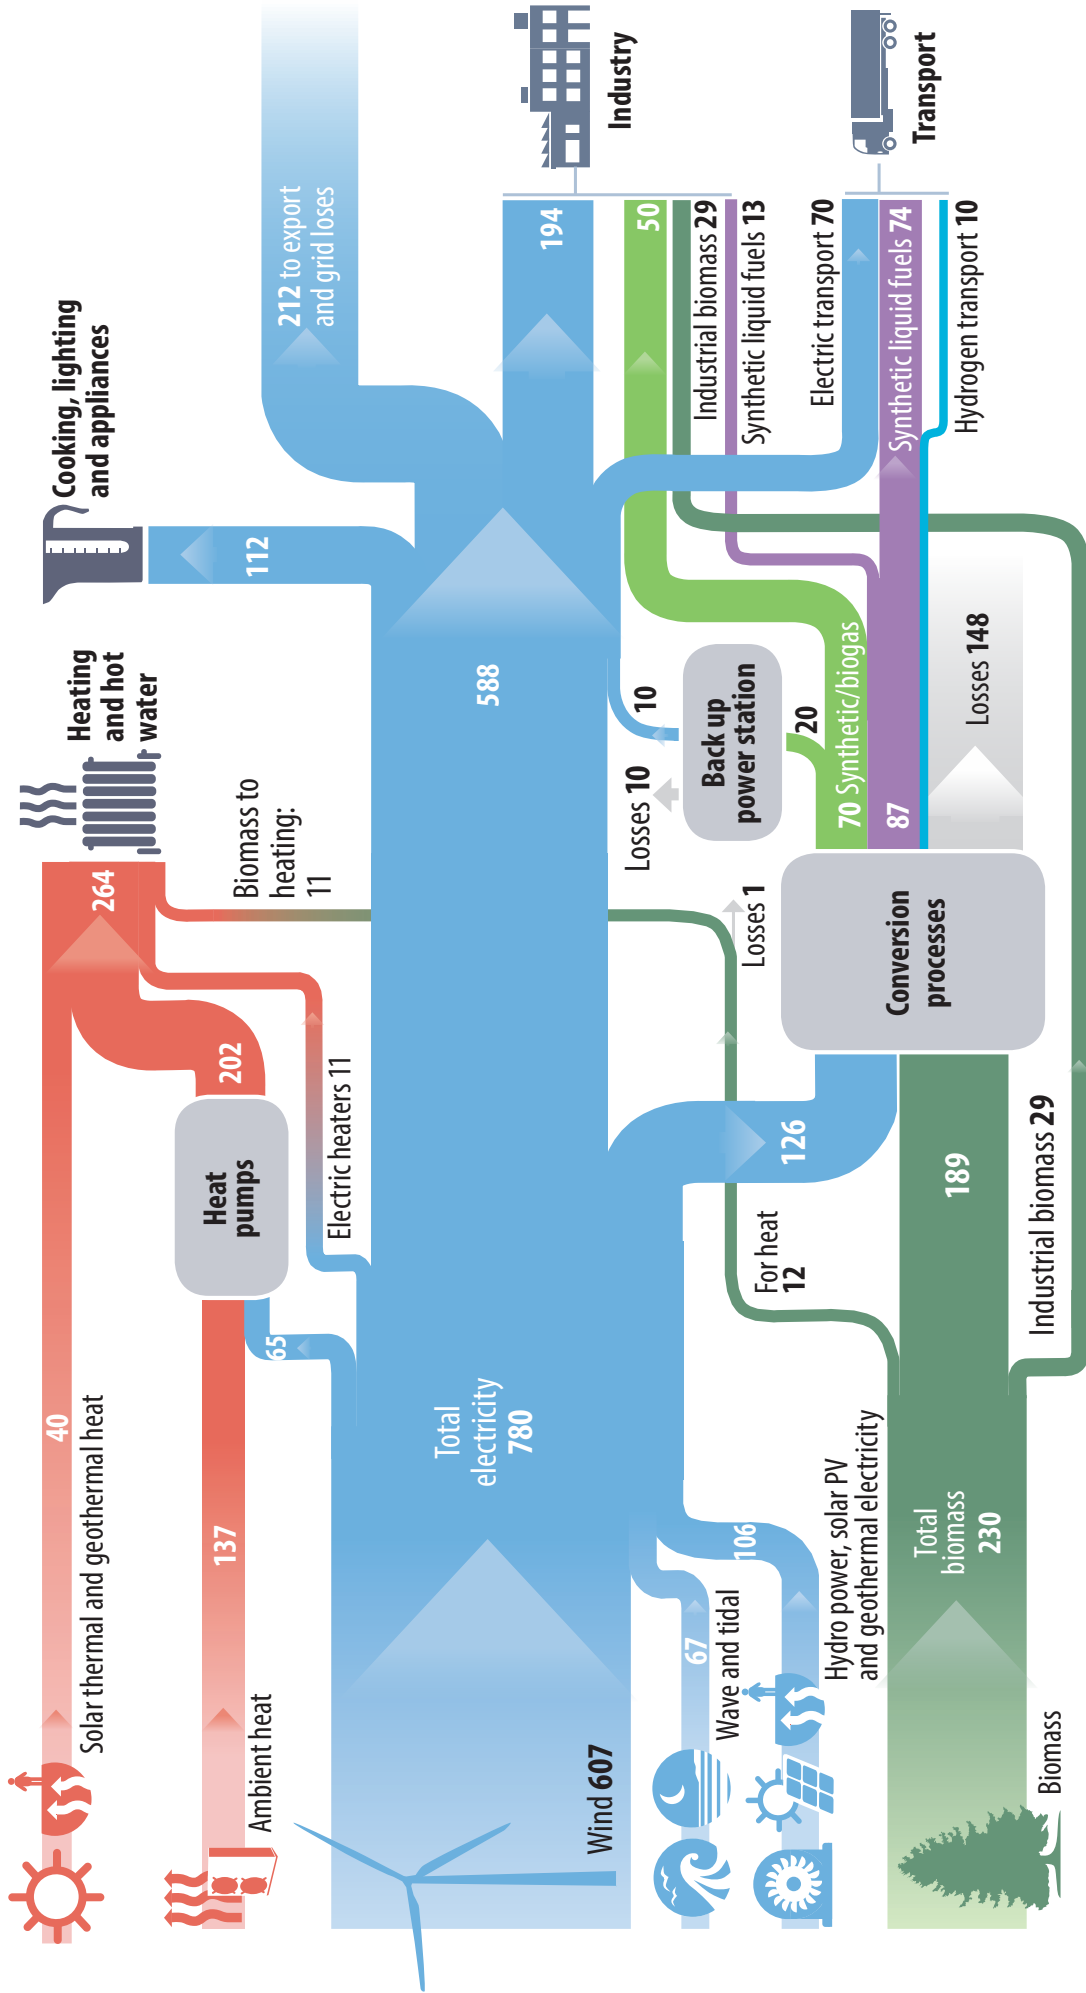 40
Solar thermal and geothermal heat
137
Ambient heat
Heat
pumps
65
202
264
Heating
and hot
water
Cooking, lighting
and appliances
112
Biomass to
heating:
11
Electric heaters 11
Wind 607
Total
electricity
780
588
212 to export
and grid loses
194
Industry
50
Industrial biomass 29
Synthetic liquid fuels 13
Electric transport 70
Synthetic liquid fuels 74
Hydrogen transport 10
Transport
67
Wave and tidal
106
Hydro power, solar PV
and geothermal electricity
126
For heat
12
Losses 1
Losses 10
10
Back up
power station
20
70 Synthetic/biogas
87
Losses 148
Conversion
processes
189
Total
biomass
230
Biomass
Industrial biomass 29